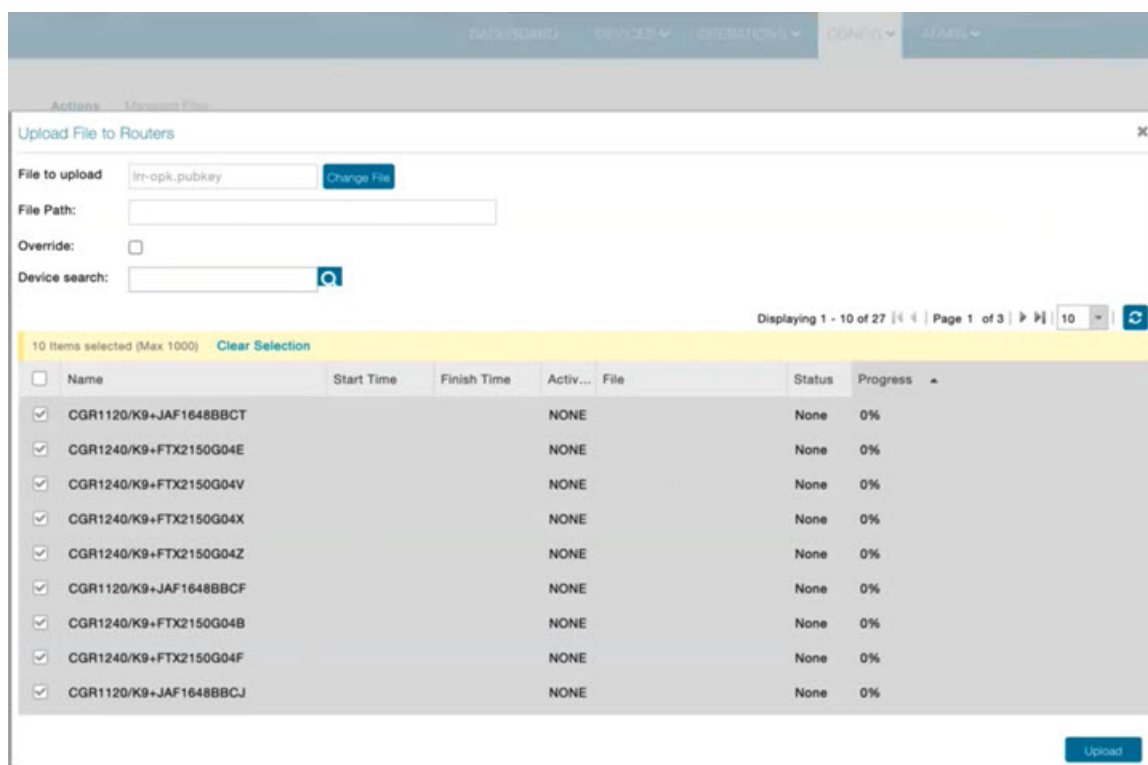 DASHBOARD DEVICES OPERATIONS CONFIG ADMIN
Actions Managed Files
Upload File to Routers
File to upload lrr-opk.pubkey Change File
File Path:
Override:
Device search:
Displaying 1 - 10 of 27 Page 1 of 3 10
10 Items selected (Max 1000) Clear Selection
Name Start Time Finish Time Activ... File Status Progress
CGR1120/K9+JAF1648BBCT NONE None 0%
CGR1240/K9+FTX2150G04E NONE None 0%
CGR1240/K9+FTX2150G04V NONE None 0%
CGR1240/K9+FTX2150G04X NONE None 0%
CGR1240/K9+FTX2150G04Z NONE None 0%
CGR1120/K9+JAF1648BBCF NONE None 0%
CGR1240/K9+FTX2150G04B NONE None 0%
CGR1240/K9+FTX2150G04F NONE None 0%
CGR1120/K9+JAF1648BBCJ NONE None 0%
Upload